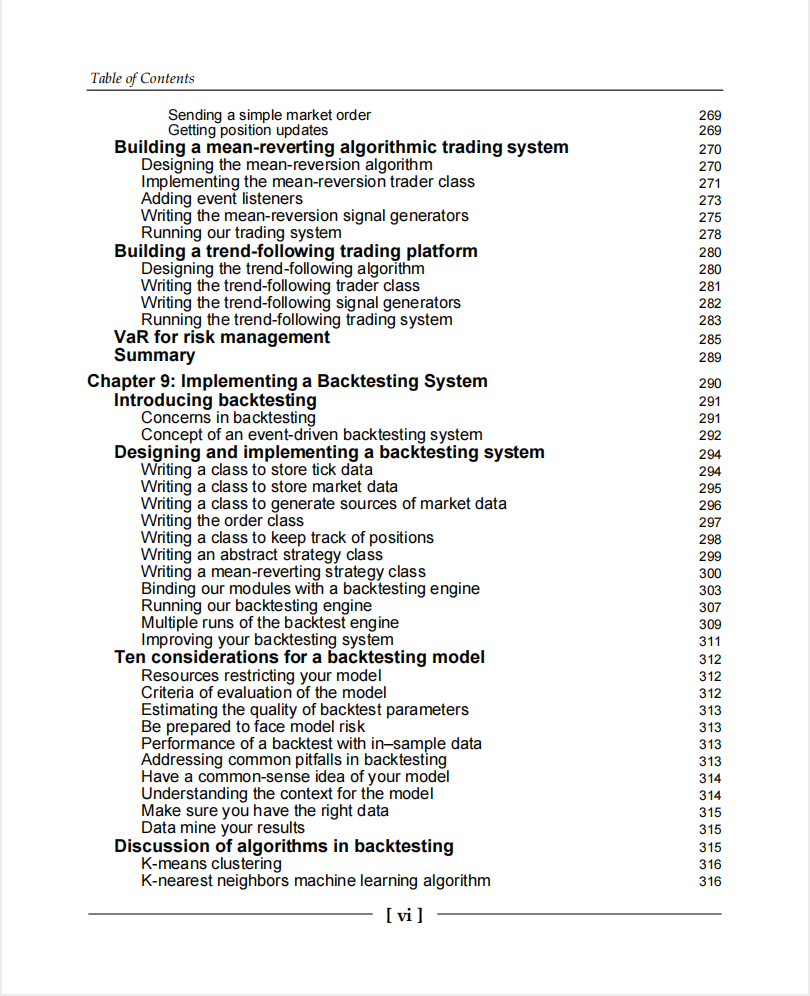 Table of Contents
Sending a simple market order 269
Getting position updates 269
Building a mean-reverting algorithmic trading system 270
Designing the mean-reversion algorithm 270
Implementing the mean-reversion trader class 271
Adding event listeners 273
Writing the mean-reversion signal generators 275
Running our trading system 278
Building a trend-following trading platform 280
Designing the trend-following algorithm 280
Writing the trend-following trader class 281
Writing the trend-following signal generators 282
Running the trend-following trading system 283
VaR for risk management 285
Summary 289
Chapter 9: Implementing a Backtesting System 290
Introducing backtesting 291
Concerns in backtesting 291
Concept of an event-driven backtesting system 292
Designing and implementing a backtesting system 294
Writing a class to store tick data 294
Writing a class to store market data 295
Writing a class to generate sources of market data 296
Writing the order class 297
Writing a class to keep track of positions 298
Writing an abstract strategy class 299
Writing a mean-reverting strategy class 300
Binding our modules with a backtesting engine 303
Running our backtesting engine 307
Multiple runs of the backtest engine 309
Improving your backtesting system 311
Ten considerations for a backtesting model 312
Resources restricting your model 312
Criteria of evaluation of the model 312
Estimating the quality of backtest parameters 313
Be prepared to face model risk 313
Performance of a backtest with in–sample data 313
Addressing common pitfalls in backtesting 313
Have a common-sense idea of your model 314
Understanding the context for the model 314
Make sure you have the right data 315
Data mine your results 315
Discussion of algorithms in backtesting 315
K-means clustering 316
K-nearest neighbors machine learning algorithm 316
[ vi ]